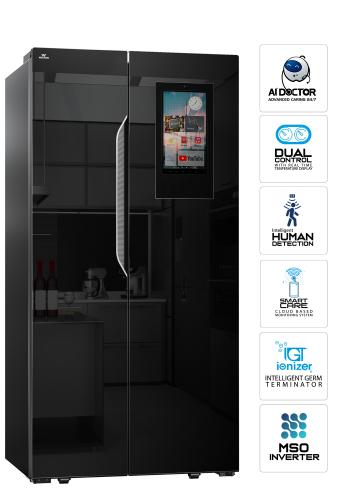 AI DOCTOR
ADVANCED CARING 24/7
DUAL
CONTROL
WITH REAL TIME
TEMPERATURE DISPLAY
YouTube
Intelligent
HUMAN
DETECTION
SMART
CARE
CLOUD BASED
MONITORING SYSTEM
IGT
ionizer
INTELLIGENT GERM
TERMINATOR
MSO
INVERTER